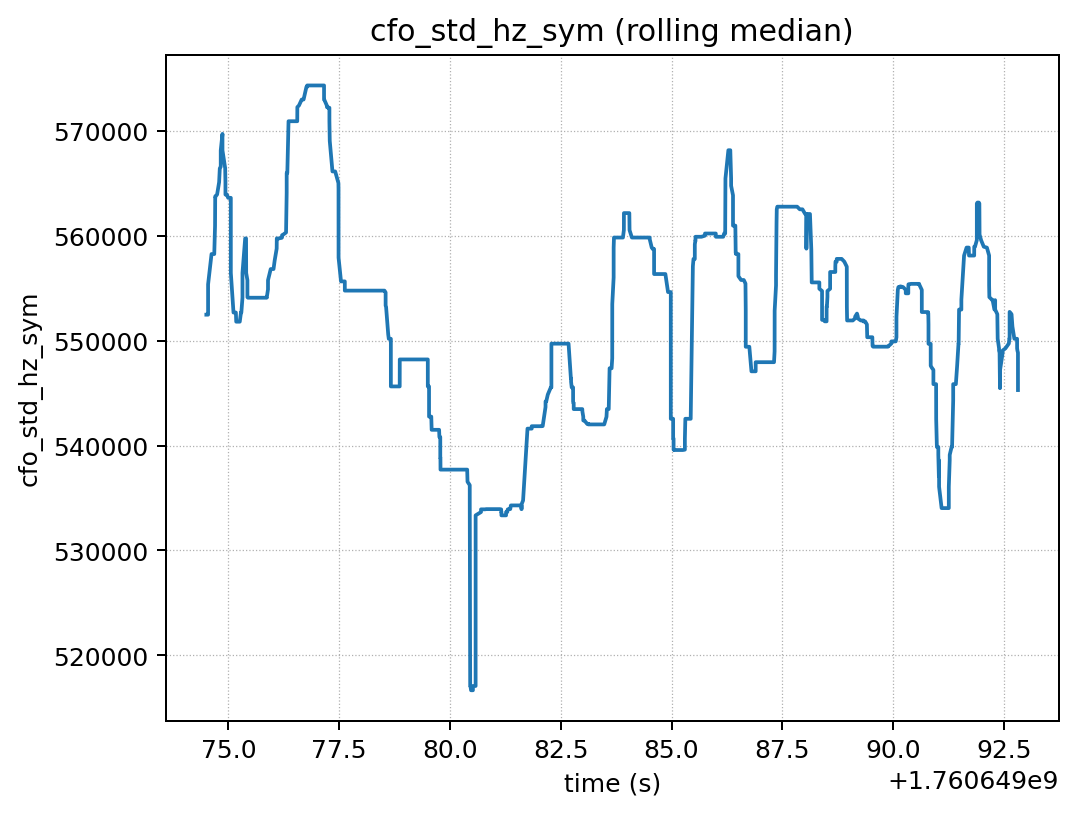 cfo_std_hz_sym (rolling median)
cfo_std_hz_sym
570000
560000
550000
540000
530000
520000
75.0 77.5 80.0 82.5 85.0 87.5 90.0 92.5
time (s)
+1.760649e9